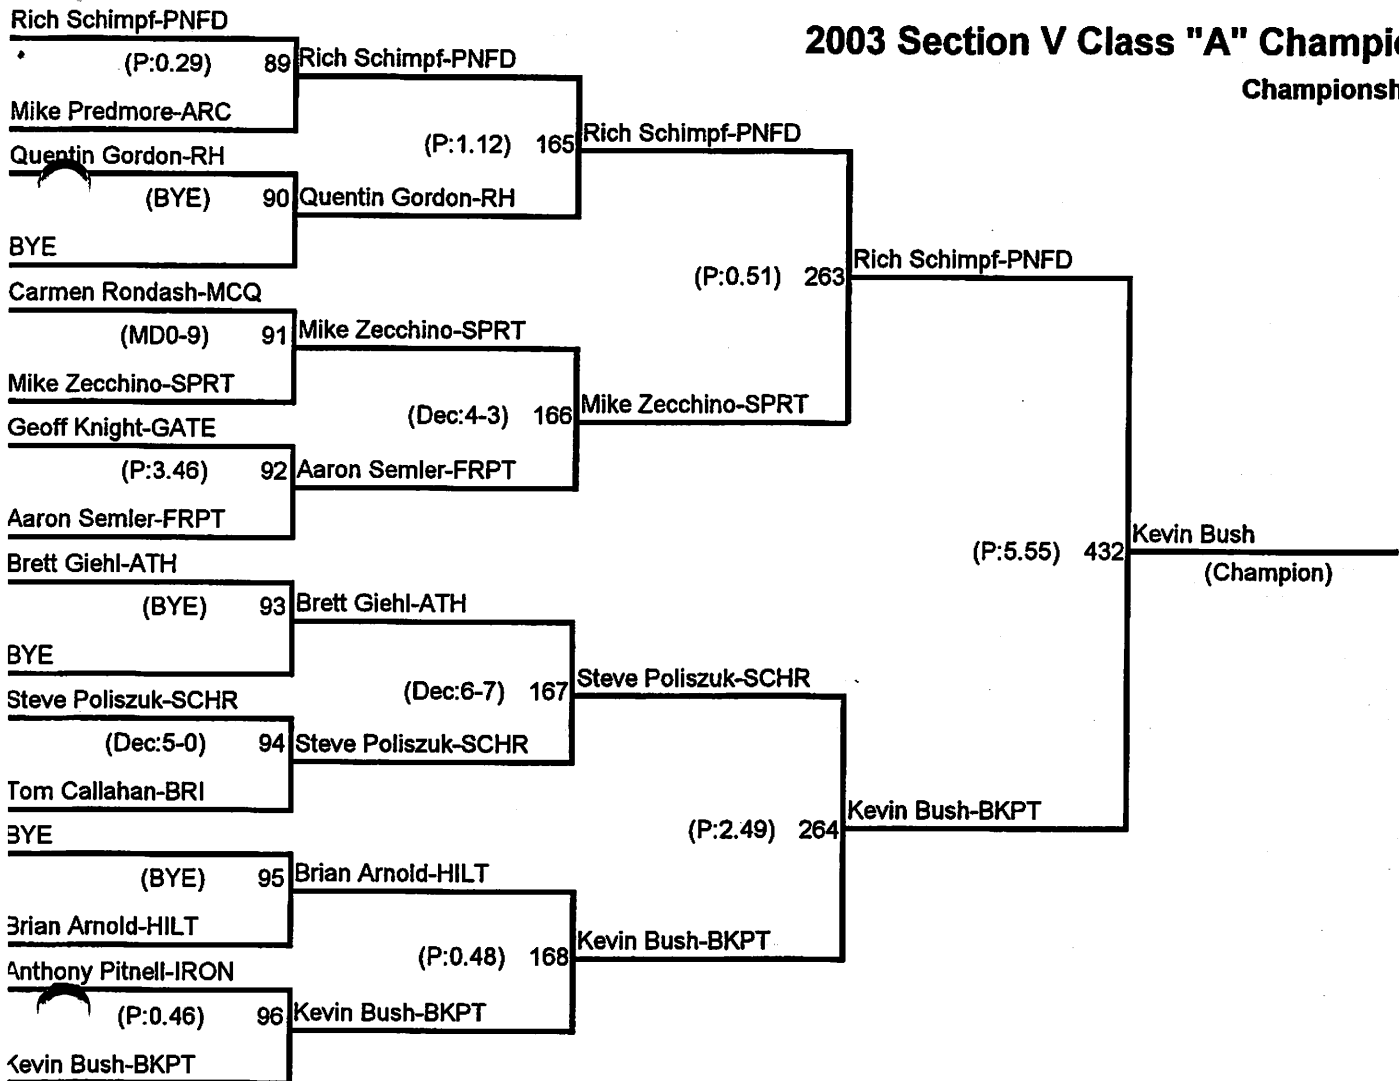 2003 Section V Class "A" Champi
Championsh
Rich Schimpf-PNFD
(P:0.29) 89
Mike Predmore-ARC
Rich Schimpf-PNFD
(P:1.12) 165
Quentin Gordon-RH
(BYE) 90
BYE
Quentin Gordon-RH
Rich Schimpf-PNFD
(P:0.51) 263
Carmen Rondash-MCQ
(MD0-9) 91
Mike Zecchino-SPRT
Mike Zecchino-SPRT
(Dec:4-3) 166
Geoff Knight-GATE
(P:3.46) 92
Aaron Semler-FRPT
Aaron Semler-FRPT
Mike Zecchino-SPRT
Rich Schimpf-PNFD
(P:5.55) 432
Kevin Bush
(Champion)
Brett Giehl-ATH
(BYE) 93
BYE
Brett Giehl-ATH
(Dec:6-7) 167
Steve Poliszuk-SCHR
(Dec:5-0) 94
Tom Callahan-BRI
Steve Poliszuk-SCHR
Steve Poliszuk-SCHR
(P:2.49) 264
BYE
(BYE) 95
Brian Arnold-HILT
Brian Arnold-HILT
(P:0.48) 168
Anthony Pitnell-IRON
(P:0.46) 96
Kevin Bush-BKPT
Kevin Bush-BKPT
Kevin Bush-BKPT
Kevin Bush-BKPT